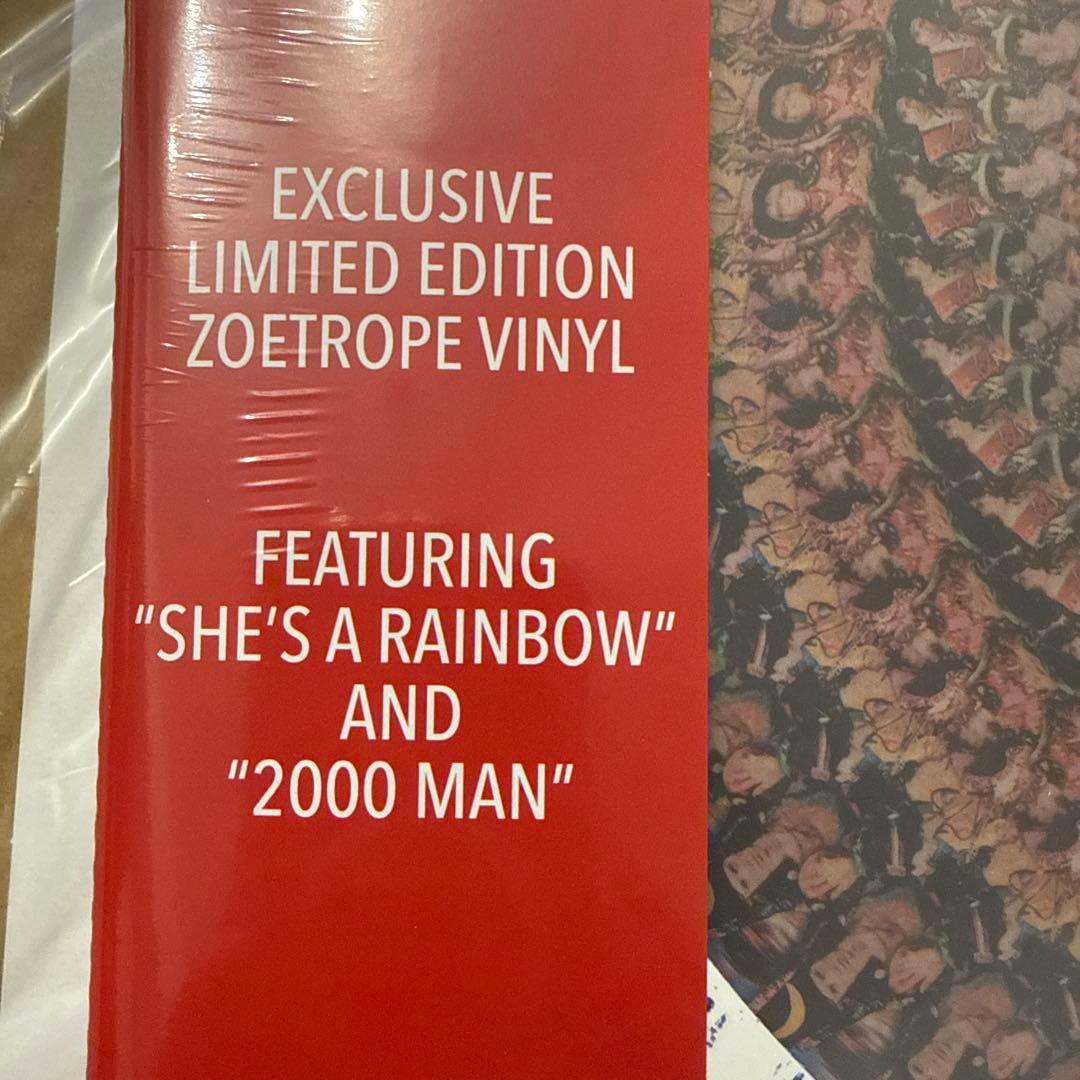 EXCLUSIVE
LIMITED EDITION
ZOETROPE VINYL
FEATURING
"SHE'S A RAINBOW"
AND
"2000 MAN"